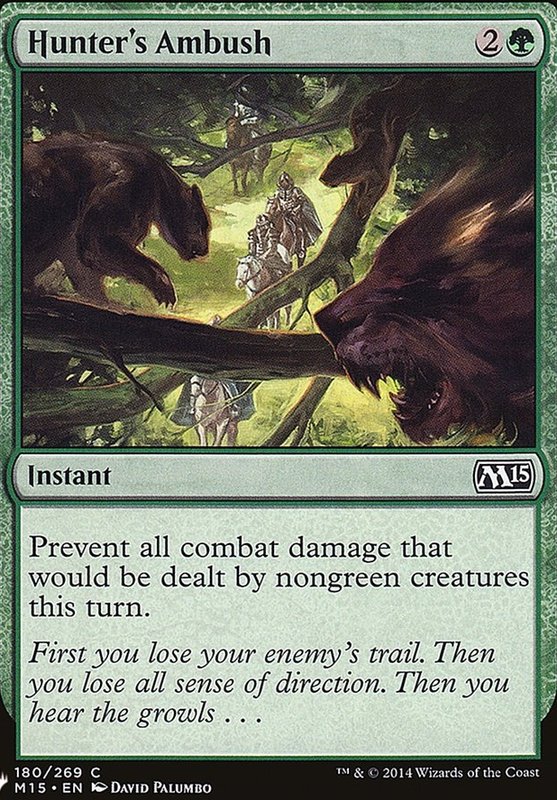 Hunter's Ambush 2
Instant M15
Prevent all combat damage that
would be dealt by nongreen creatures
this turn.
First you lose your enemy's trail. Then
you lose all sense of direction. Then you
hear the growls . . .
180/269 C
M15 • EN DAVID PALUMBO
™ & © 2014 Wizards of the Coast